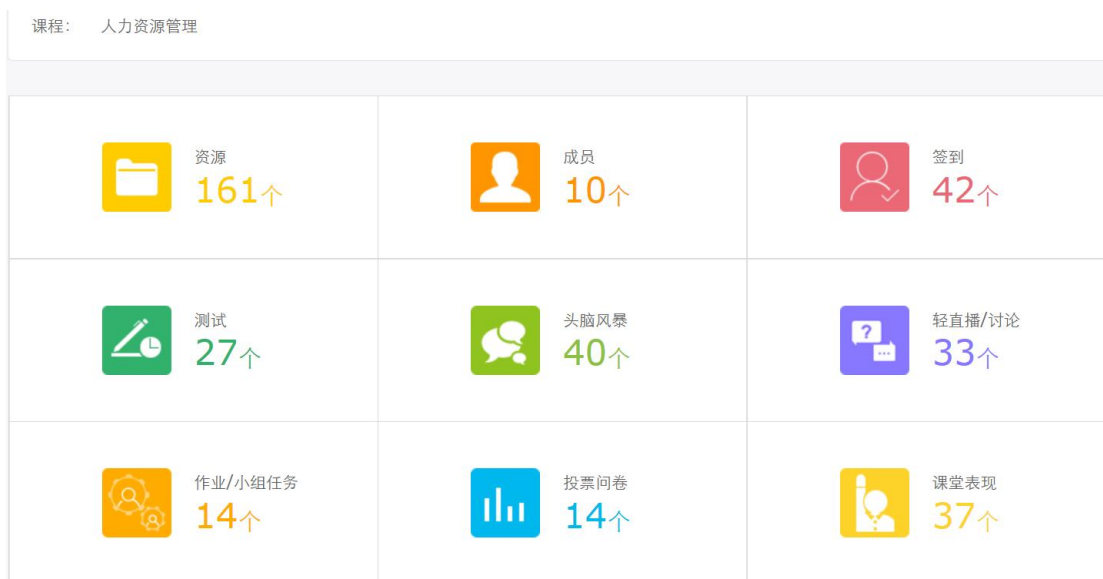 课程： 人力资源管理
资源 成员 签到
161个 10个 42个
测试 头脑风暴 轻直播/讨论
27个 40个 33个
作业/小组任务 投票问卷 课堂表现
14个 14个 37个